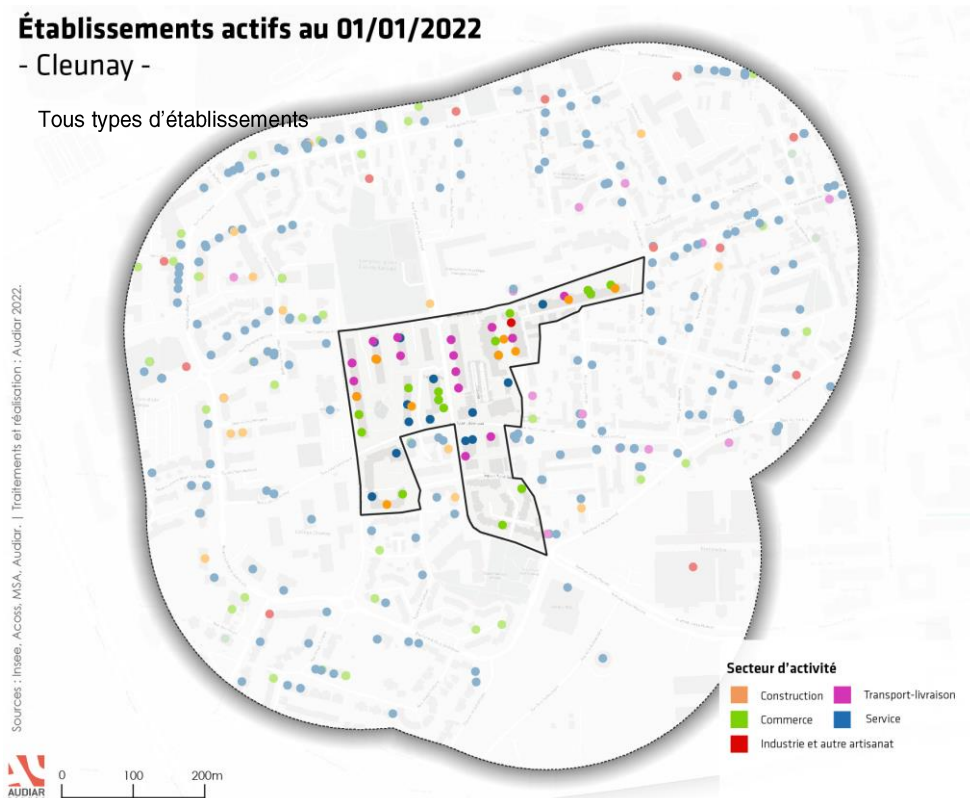 Établissements actifs au 01/01/2022
- Cleunay -
Tous types d'établissements
Sources : Insee, Acoss, MSA, Audiar. | Traitements et réalisation : Audiar 2022.
Secteur d'activité
Construction
Transport-livraison
Commerce
Service
Industrie et autre artisanat
AUDIAR
0 100 200m